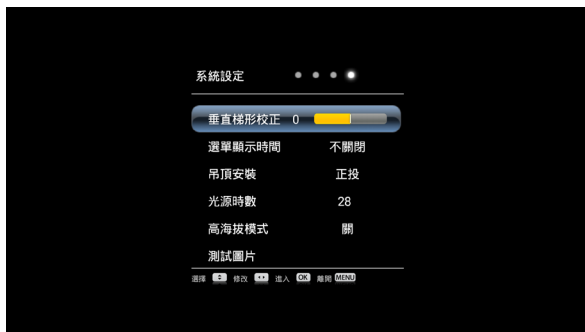 系統設定
垂直梯形校正 0
選單顯示時間 不關閉
吊頂安裝 正投
光源時數 28
高海拔模式 關
測試圖片
選擇 修改 進入 OK 離開 MENU